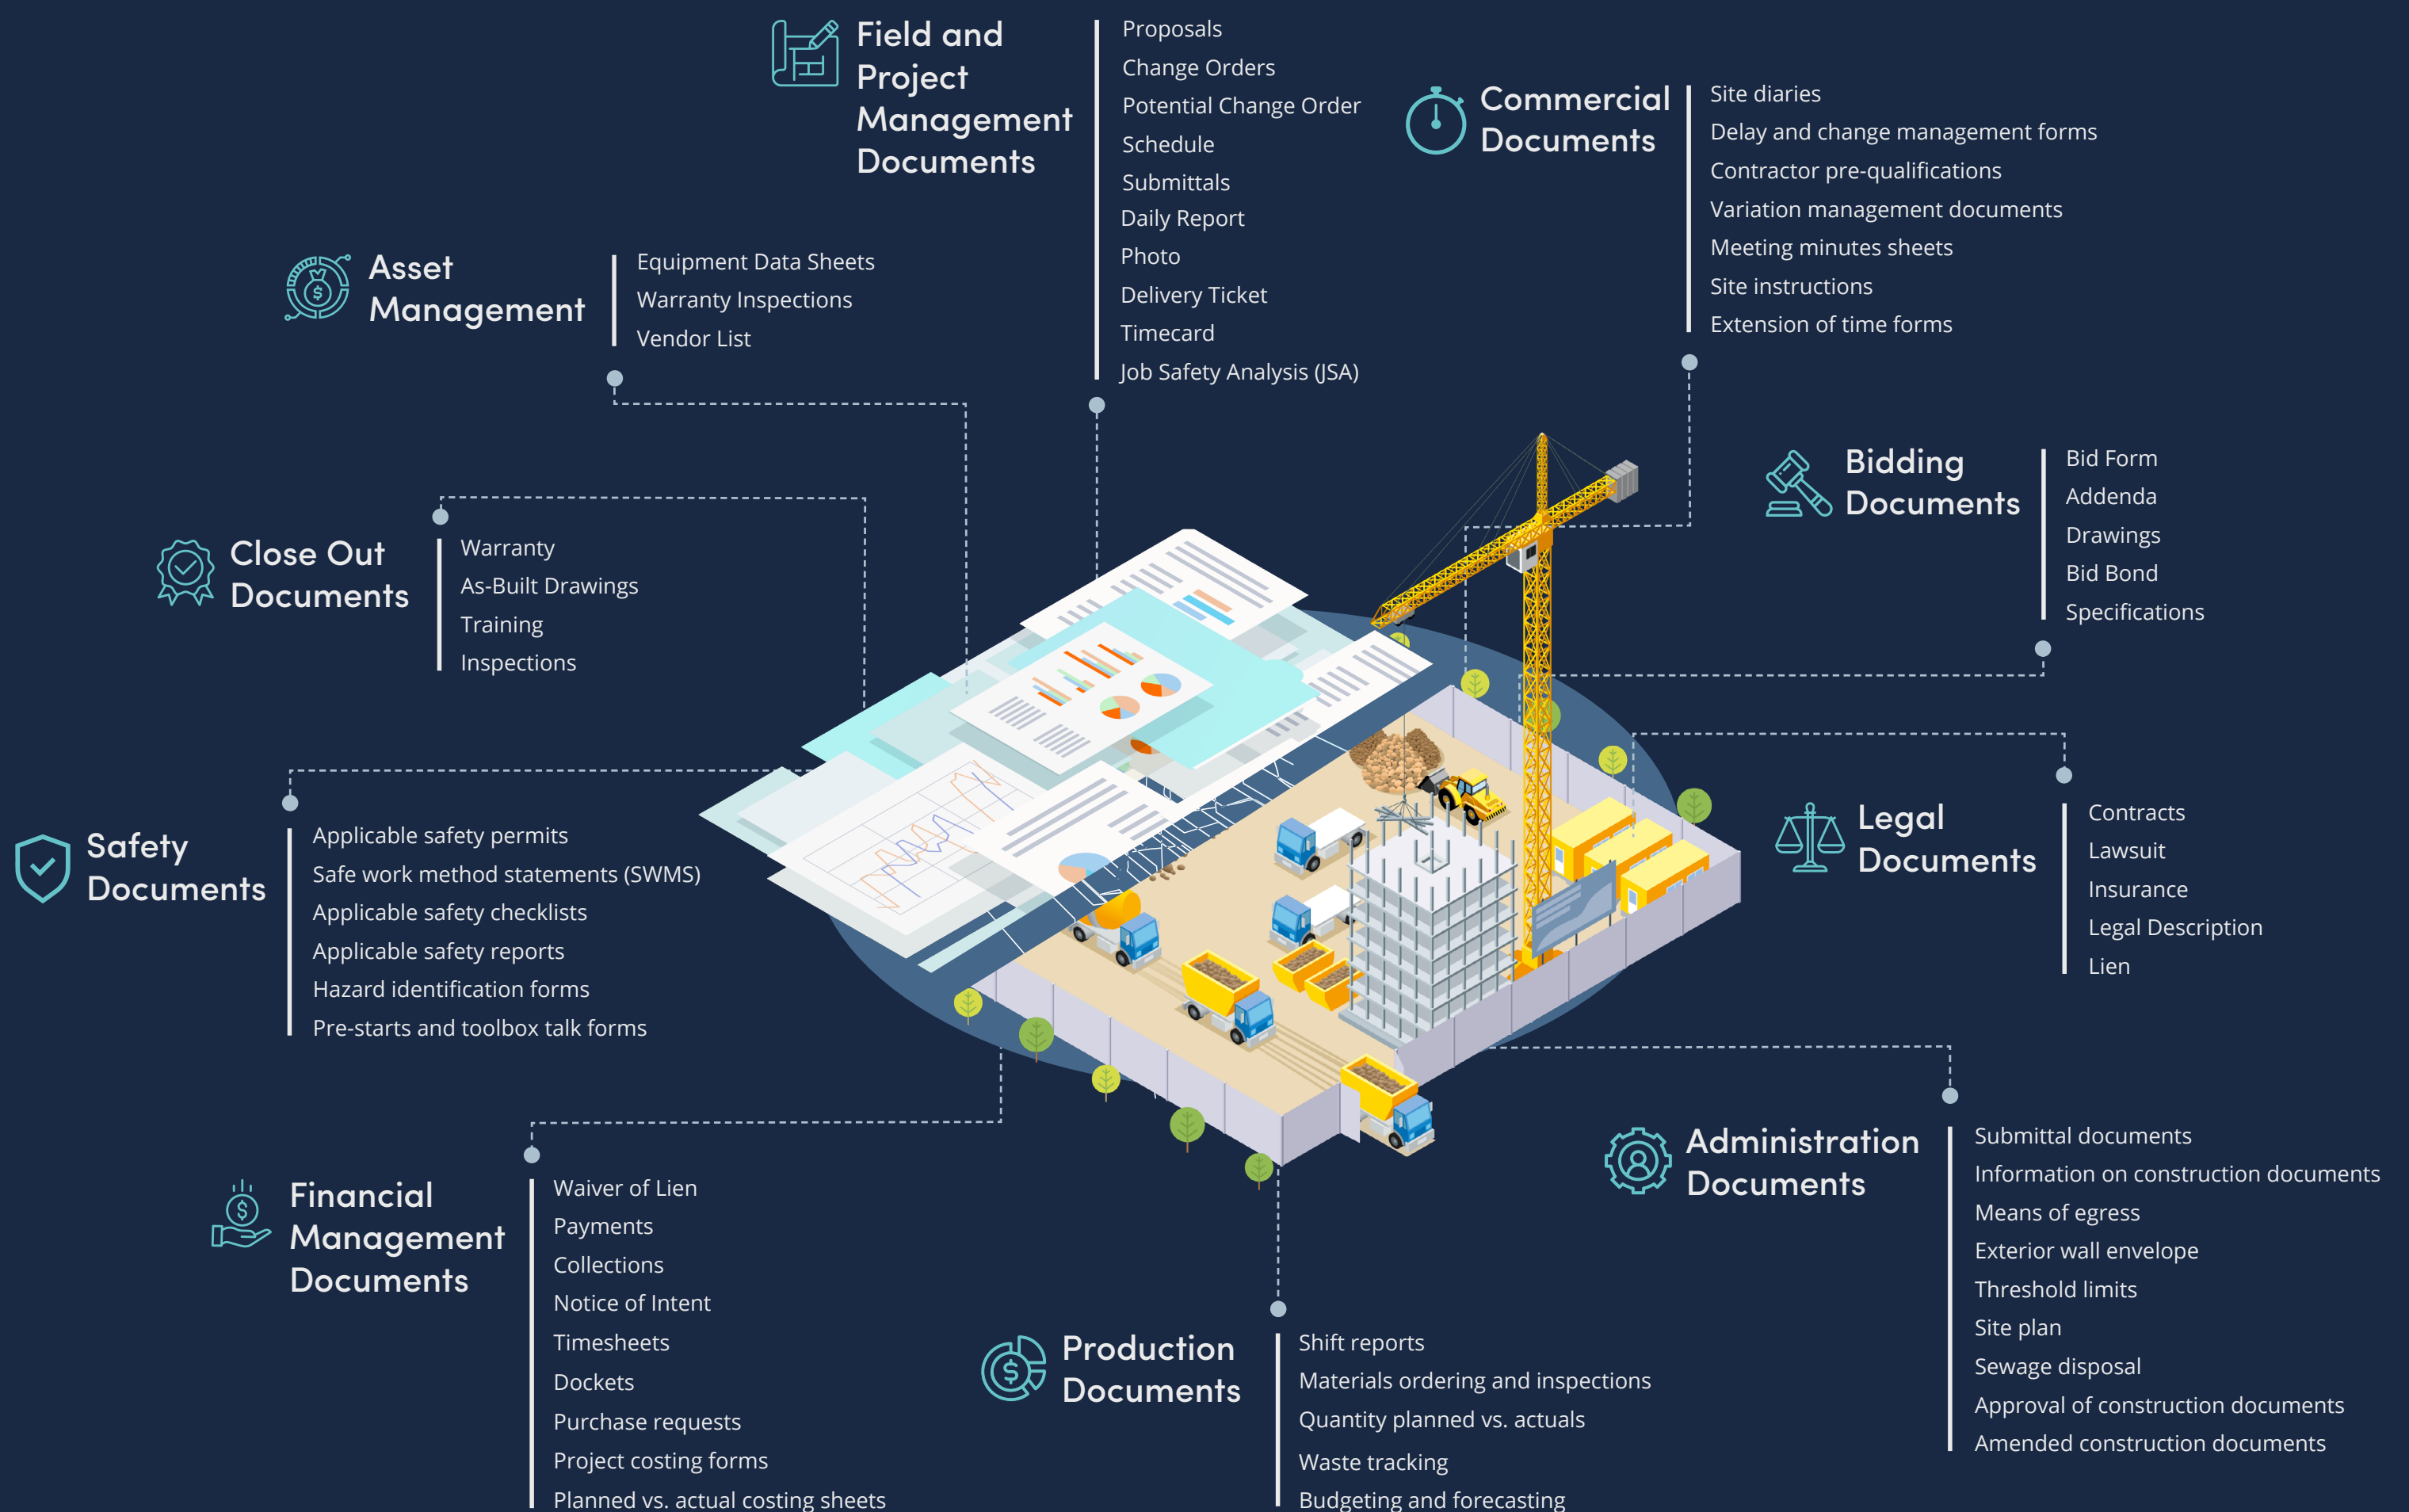 Field and
Project
Management
Documents
Proposals
Change Orders
Potential Change Order
Schedule
Submittals
Daily Report
Photo
Delivery Ticket
Timecard
Job Safety Analysis (JSA)
Commercial
Documents
Site diaries
Delay and change management forms
Contractor pre-qualifications
Variation management documents
Meeting minutes sheets
Site instructions
Extension of time forms
Asset
Management
Equipment Data Sheets
Warranty Inspections
Vendor List
Bidding
Documents
Bid Form
Addenda
Drawings
Bid Bond
Specifications
Close Out
Documents
Warranty
As-Built Drawings
Training
Inspections
Legal
Documents
Contracts
Lawsuit
Insurance
Legal Description
Lien
Safety
Documents
Applicable safety permits
Safe work method statements (SWMS)
Applicable safety checklists
Applicable safety reports
Hazard identification forms
Pre-starts and toolbox talk forms
Administration
Documents
Submittal documents
Information on construction documents
Means of egress
Exterior wall envelope
Threshold limits
Site plan
Sewage disposal
Approval of construction documents
Amended construction documents
Financial
Management
Documents
Waiver of Lien
Payments
Collections
Notice of Intent
Timesheets
Dockets
Purchase requests
Project costing forms
Planned vs. actual costing sheets
Production
Documents
Shift reports
Materials ordering and inspections
Quantity planned vs. actuals
Waste tracking
Budgeting and forecasting